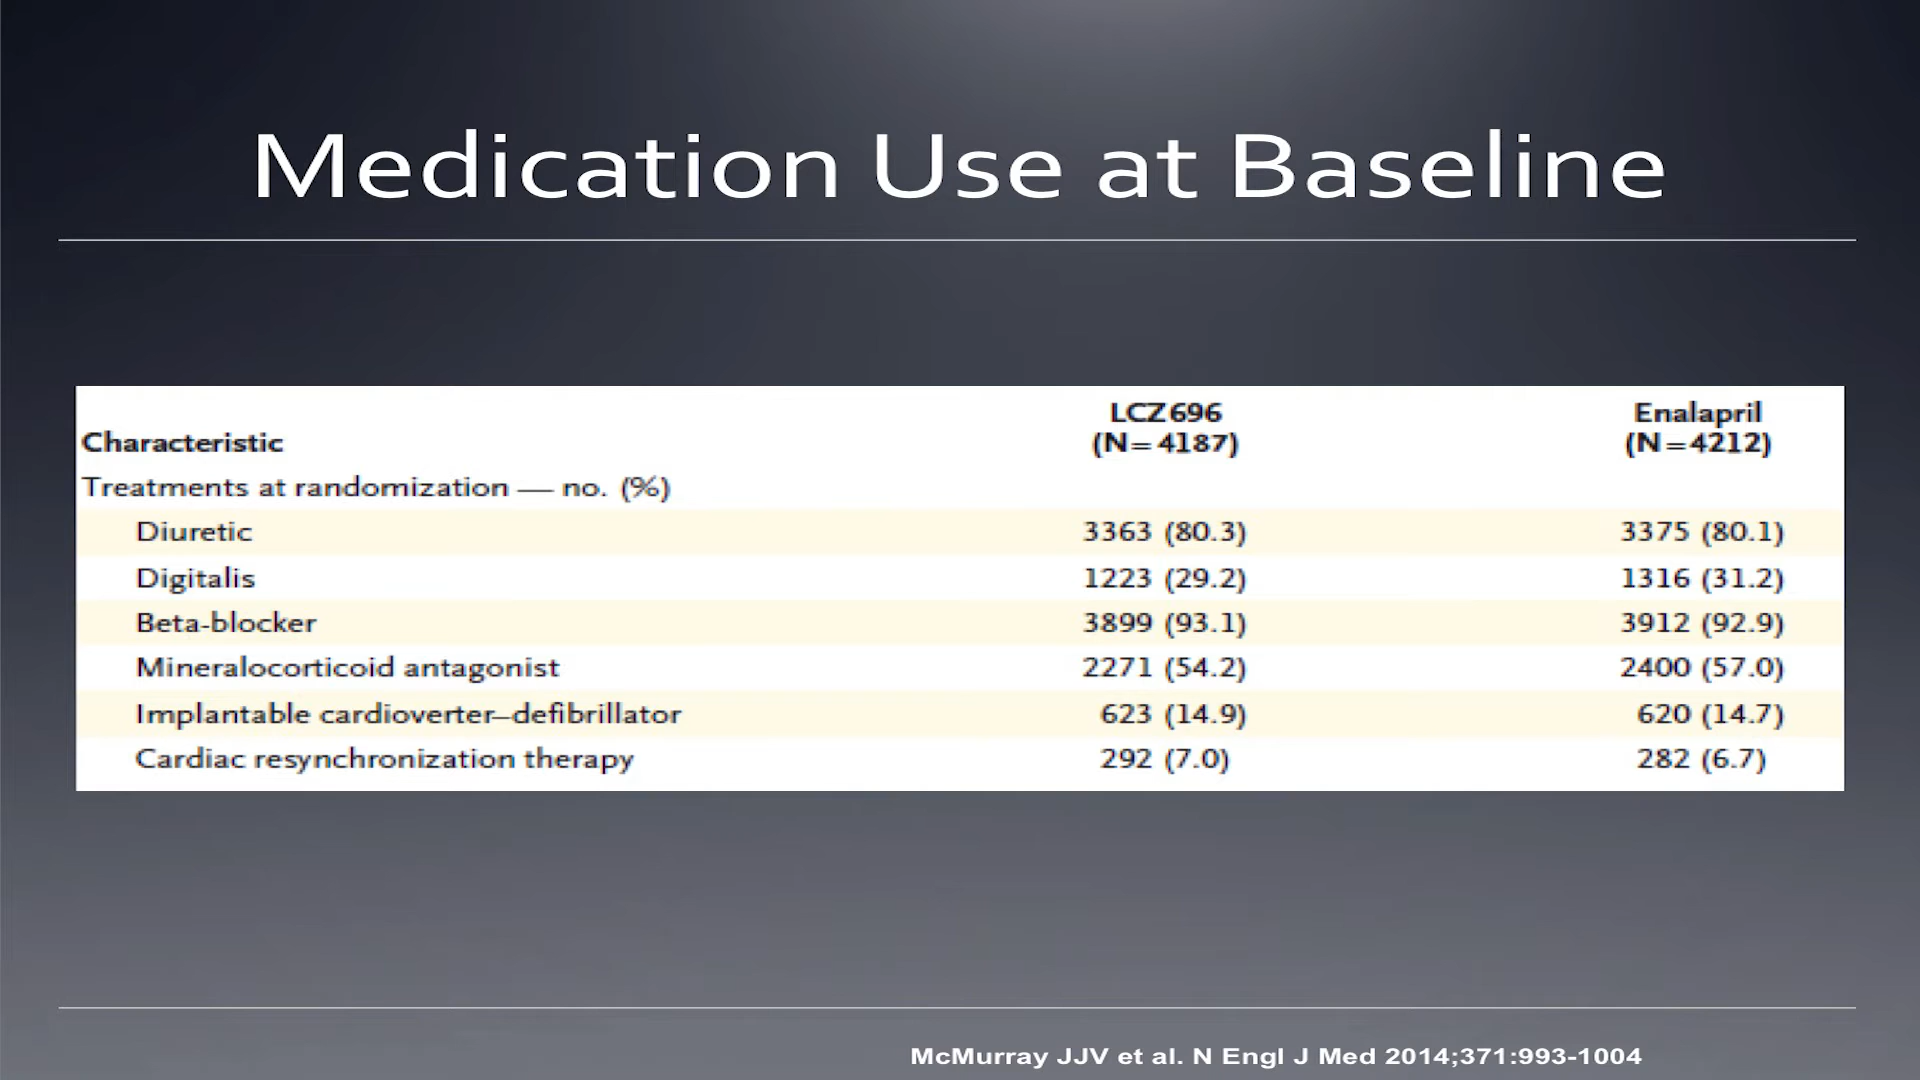 Medication Use at Baseline
LCZ696 Enalapril
Characteristic (N=4187) (N=4212)
Treatments at randomization — no. (%)
Diuretic 3363 (80.3) 3375 (80.1)
Digitalis 1223 (29.2) 1316 (31.2)
Beta-blocker 3899 (93.1) 3912 (92.9)
Mineralocorticoid antagonist 2271 (54.2) 2400 (57.0)
Implantable cardioverter–defibrillator 623 (14.9) 620 (14.7)
Cardiac resynchronization therapy 292 (7.0) 282 (6.7)
McMurray JJV et al. N Engl J Med 2014;371:993-1004